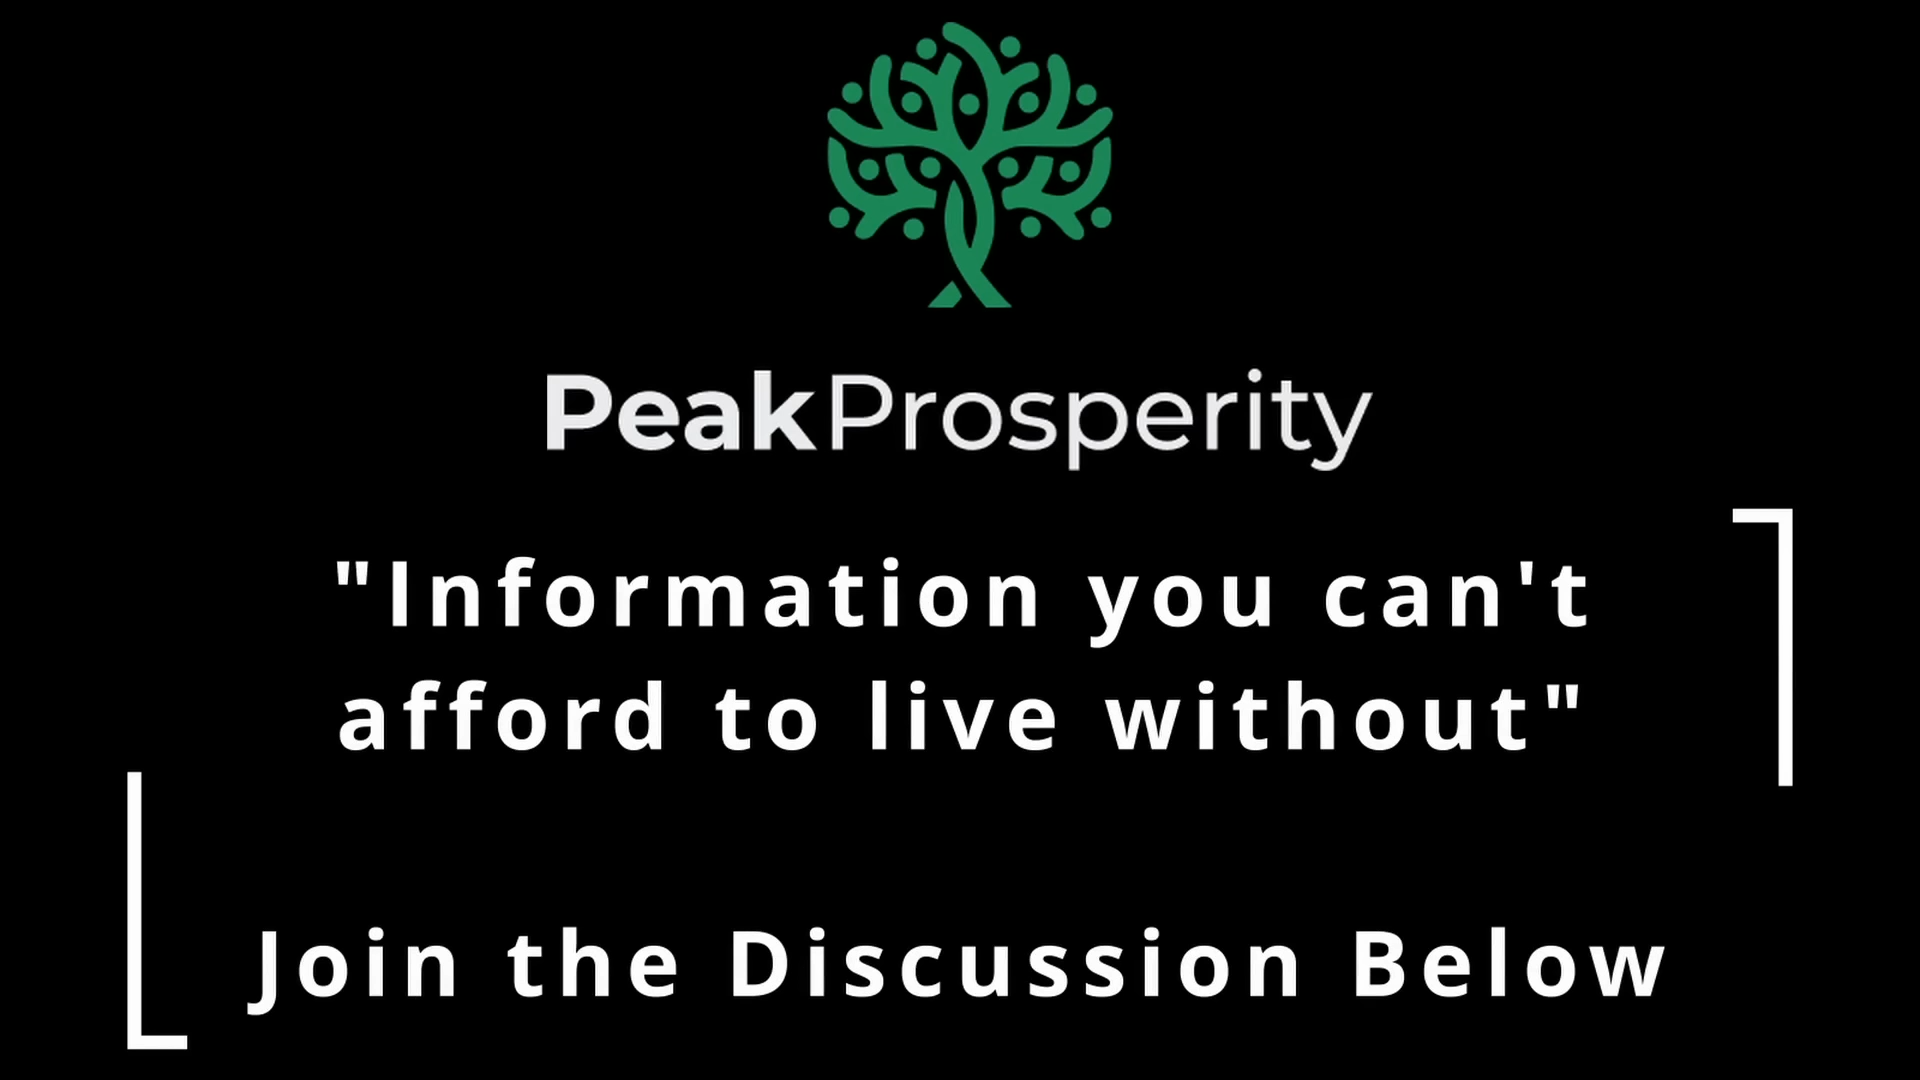 PeakProsperity
"Information you can't
afford to live without"
Join the Discussion Below